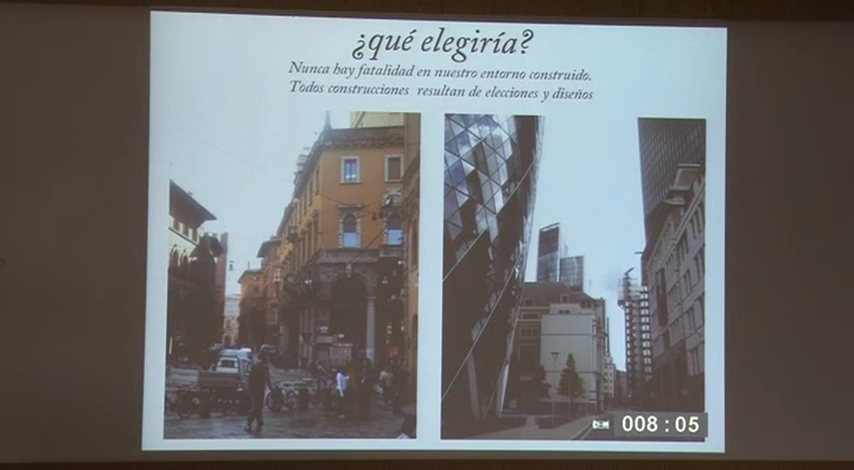 ¿qué elegiría?
Nunca hay fatalidad en nuestro entorno construido.
Todos construcciones resultan de elecciones y diseños
008:05